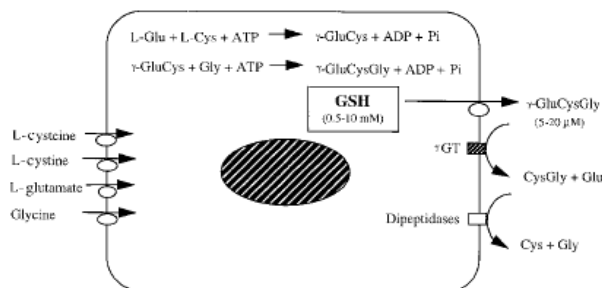 L-Glu + L-Cys + ATP → γ-GluCys + ADP + Pi
γ-GluCys + Gly + ATP → γ-GluCysGly + ADP + Pi
GSH
(0.5-10 mM)
γ-GluCysGly
(5-20 µM)
L-cysteine
L-cystine
L-glutamate
Glycine
γGT
CysGly + Glu
Dipeptidases
Cys + Gly